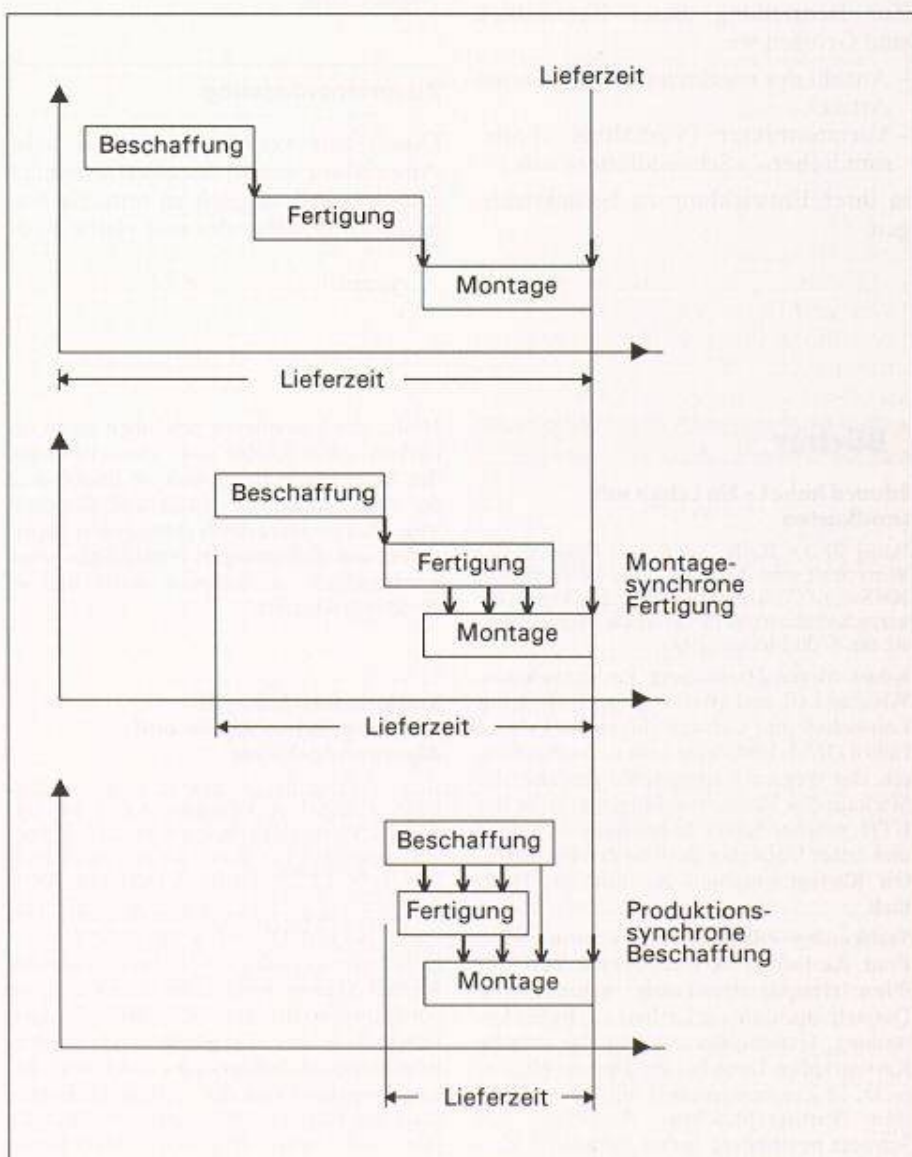 Lieferzeit
Beschaffung
Fertigung
Montage
Lieferzeit
Beschaffung
Fertigung
Montage-
synchrone
Fertigung
Montage
Lieferzeit
Beschaffung
Fertigung
Produktions-
synchrone
Beschaffung
Montage
Lieferzeit